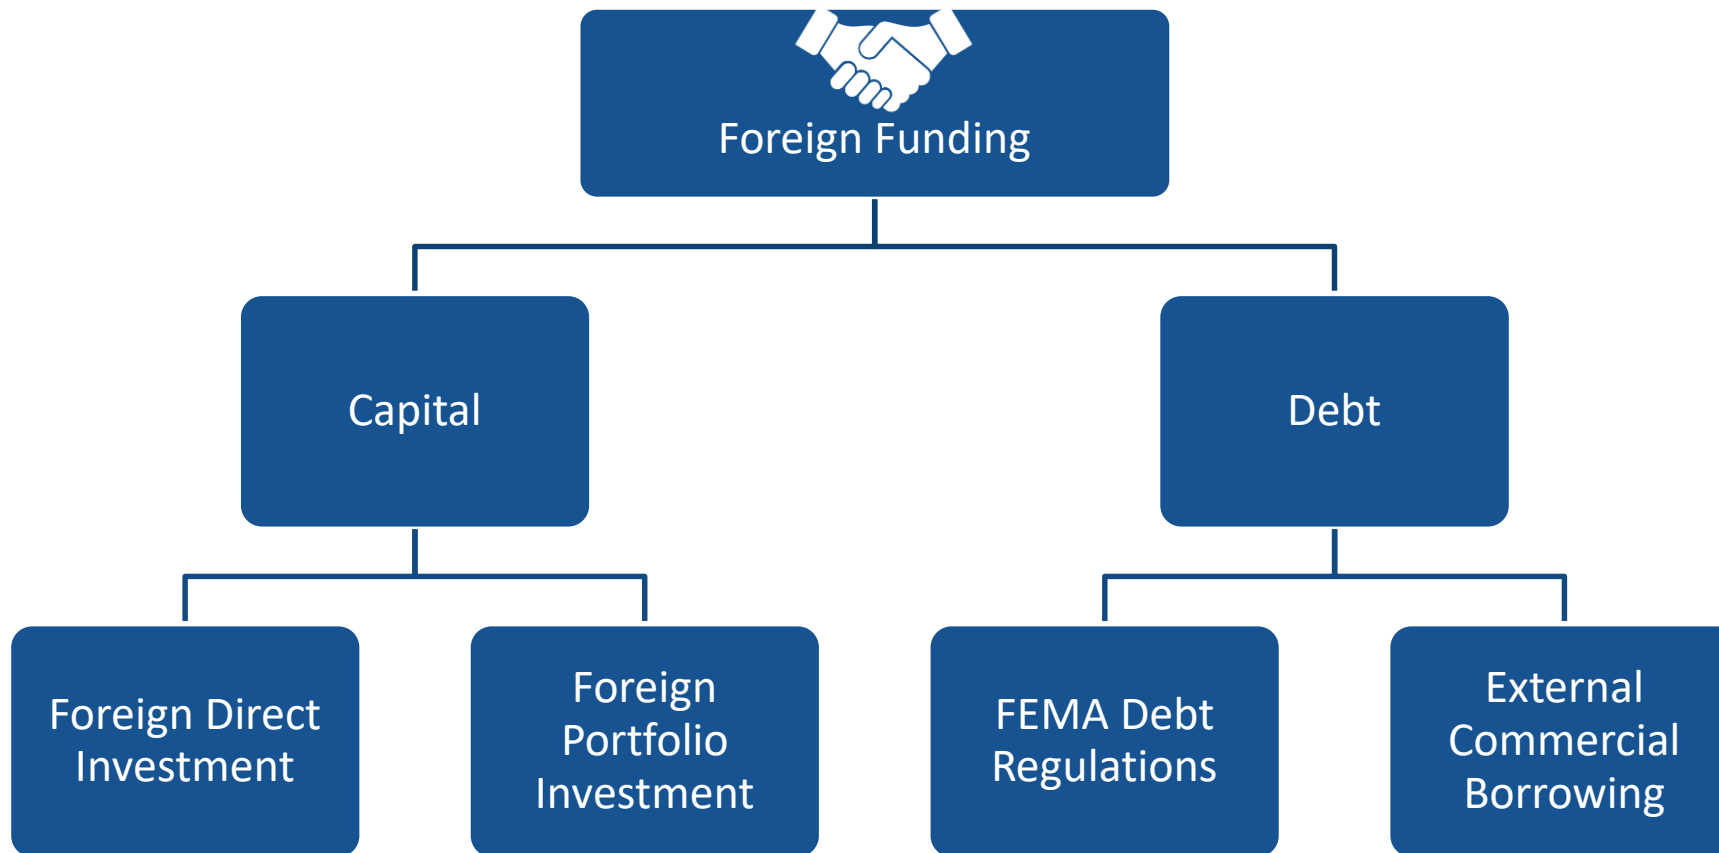 Foreign Funding
Capital
Debt
Foreign Direct
Investment
Foreign
Portfolio
Investment
FEMA Debt
Regulations
External
Commercial
Borrowing